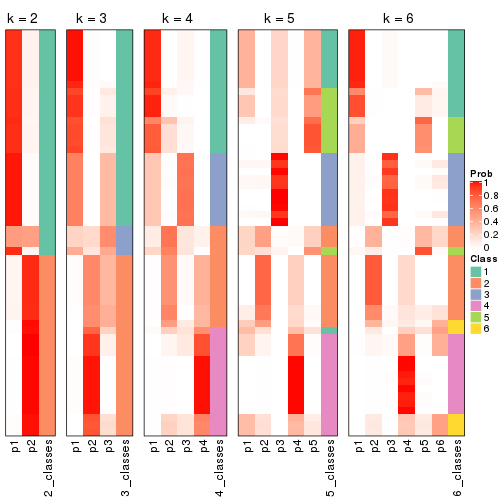 k = 2
k = 3
k = 4
k = 5
k = 6
Prob
1
0.8
0.6
0.4
0.2
0
Class
1
2
3
4
5
6
p1
p2
2_classes
p1
p2
p3
3_classes
p1
p2
p3
p4
4_classes
p1
p2
p3
p4
p5
5_classes
p1
p2
p3
p4
p5
p6
6_classes